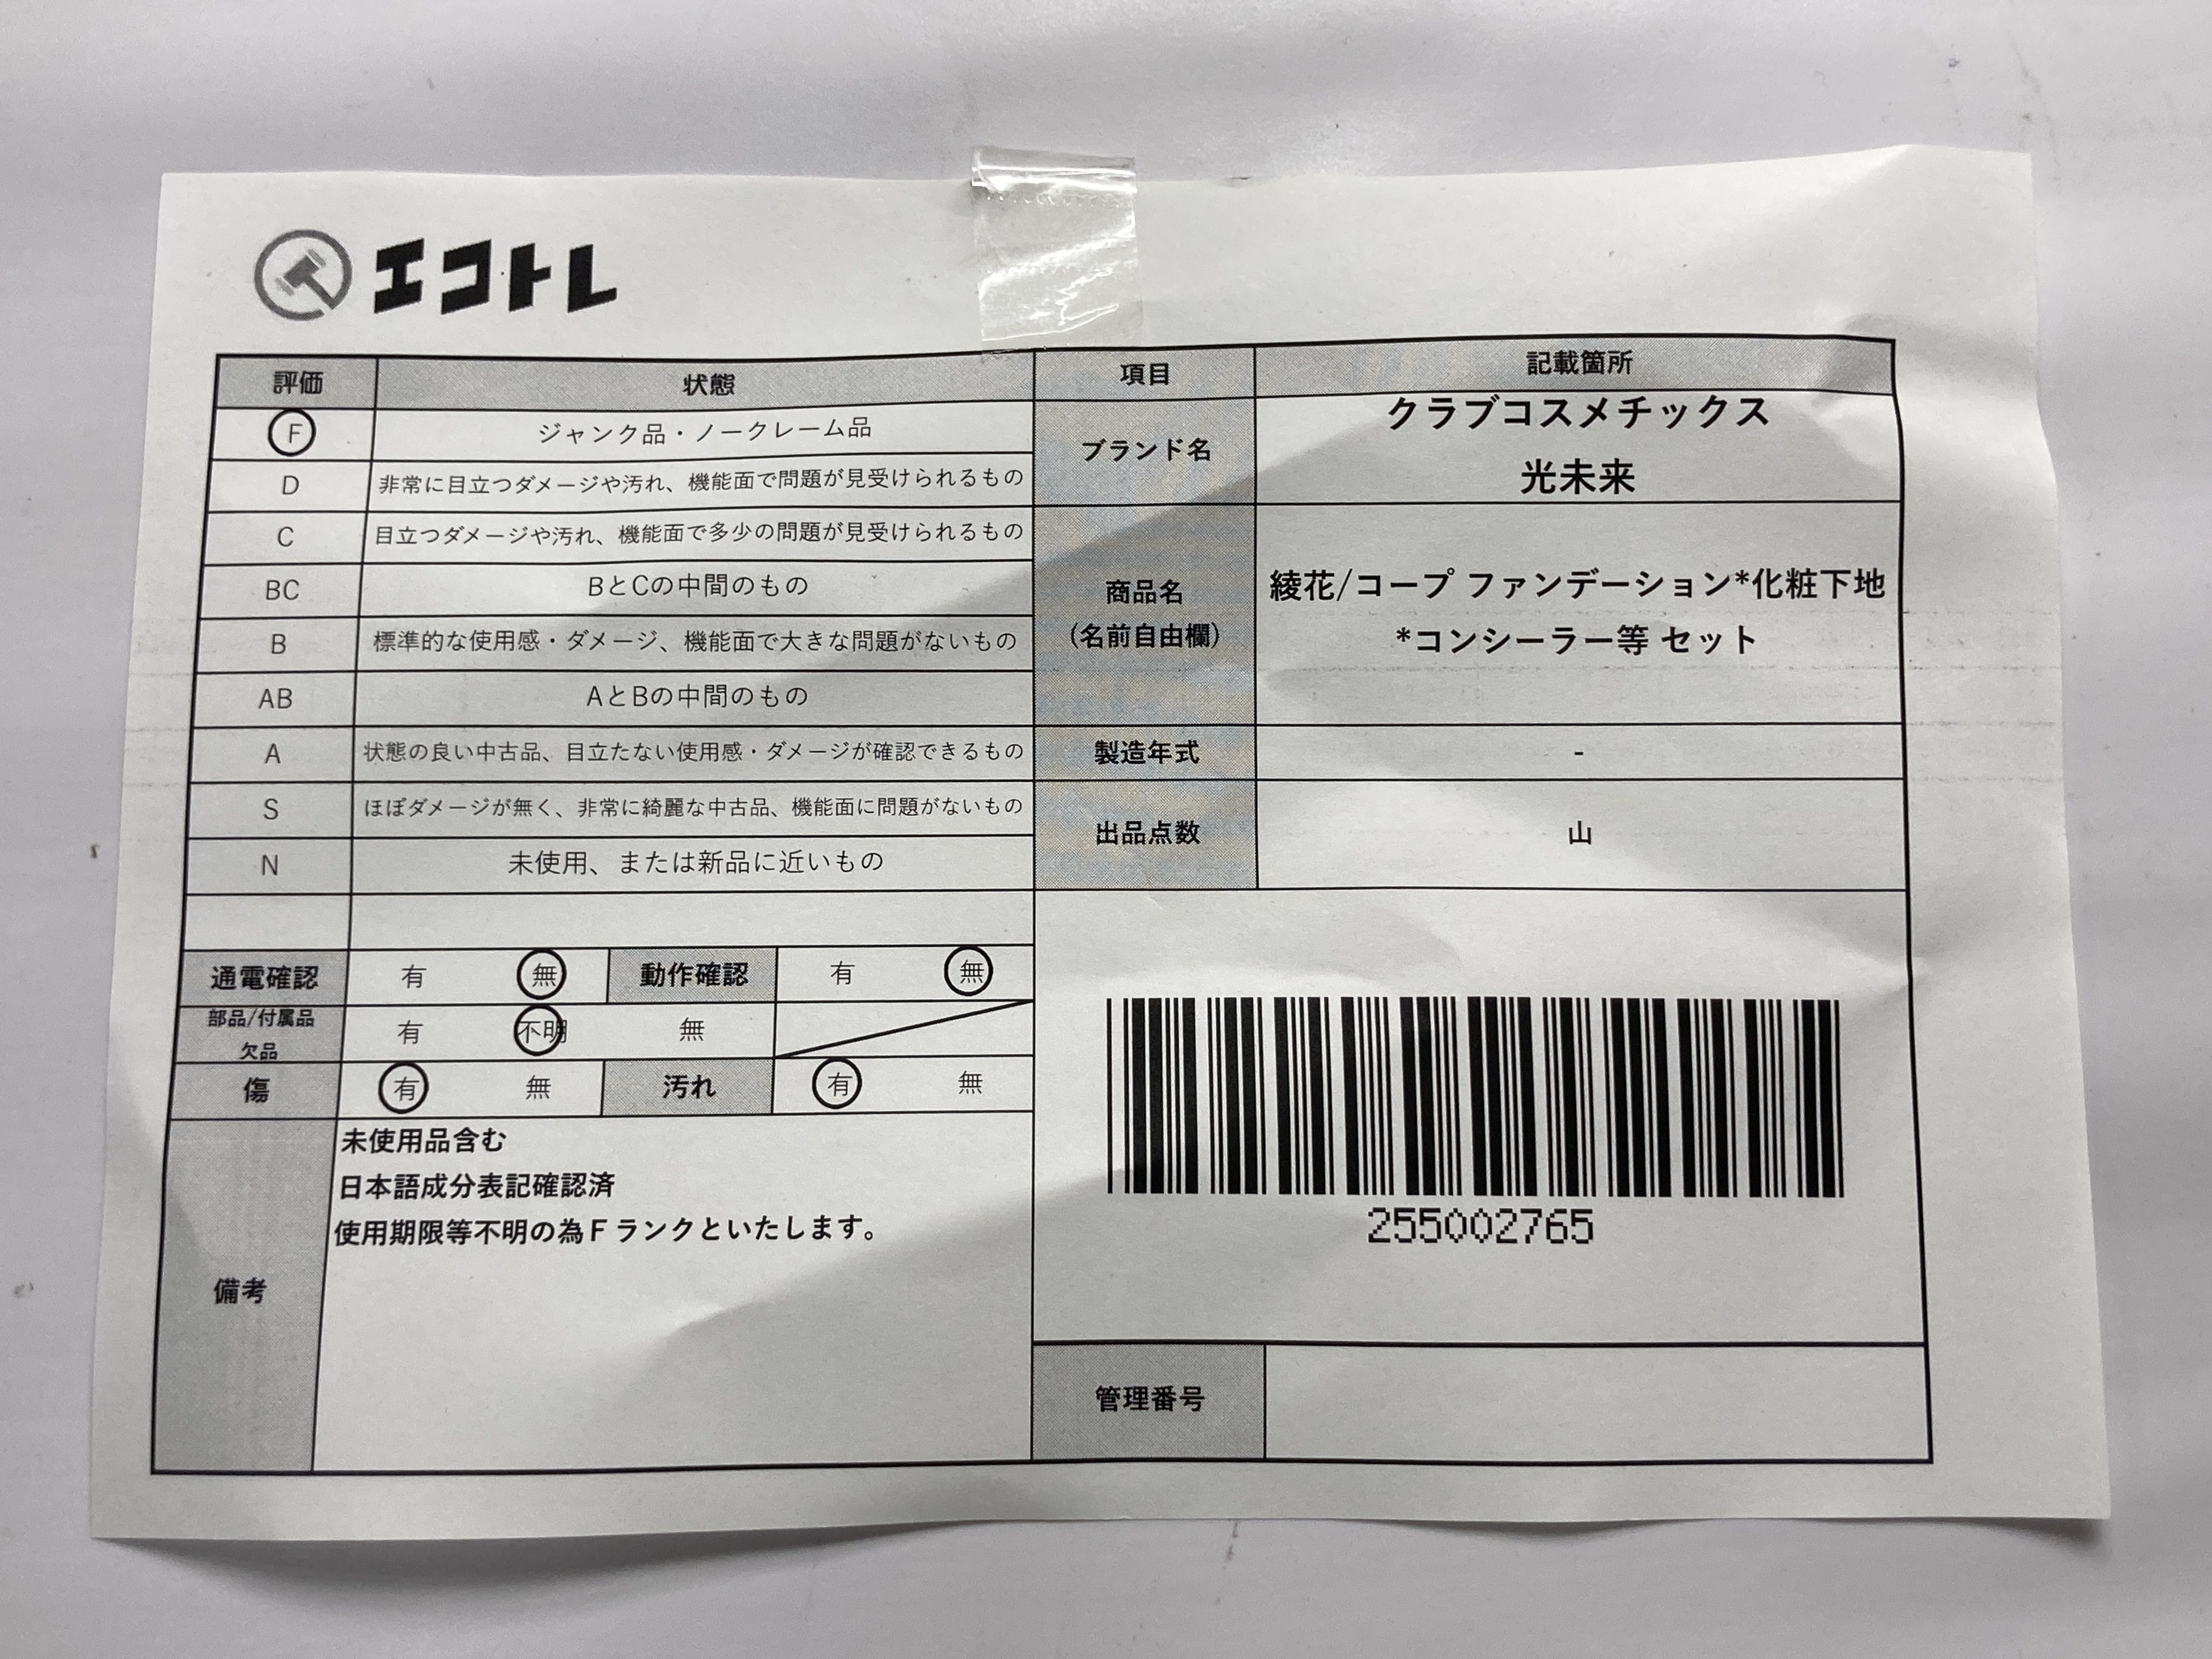 エコトレ
評価 状態 項目 記載箇所
F ジャンク品・ノークレーム品
D 非常に目立つダメージや汚れ、機能面で問題が見受けられるもの
C 目立つダメージや汚れ、機能面で多少の問題が見受けられるもの
BC BとCの中間のもの
B 標準的な使用感・ダメージ、機能面で大きな問題がないもの
AB AとBの中間のもの
A 状態の良い中古品、目立たない使用感・ダメージが確認できるもの
S ほぼダメージが無く、非常に綺麗な中古品、機能面に問題がないもの
N 未使用、または新品に近いもの
通電確認 有 無 動作確認 有 無
部品/付属品
欠品
有 不明 無
傷 有 無 汚れ 有 無
備考
未使用品含む
日本語成分表記確認済
使用期限等不明の為Fランクといたします。
ブランド名
クラブコスメチックス
光未来
商品名
(名前自由欄)
綾花/コープ ファンデーション*化粧下地
*コンシーラー等 セット
製造年式 -
出品点数 山
255002765
管理番号